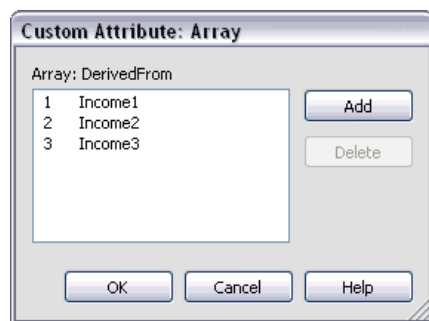 Custom Attribute: Array
Array: DerivedFrom
1 Income1
2 Income2
3 Income3
Add
Delete
OK Cancel Help